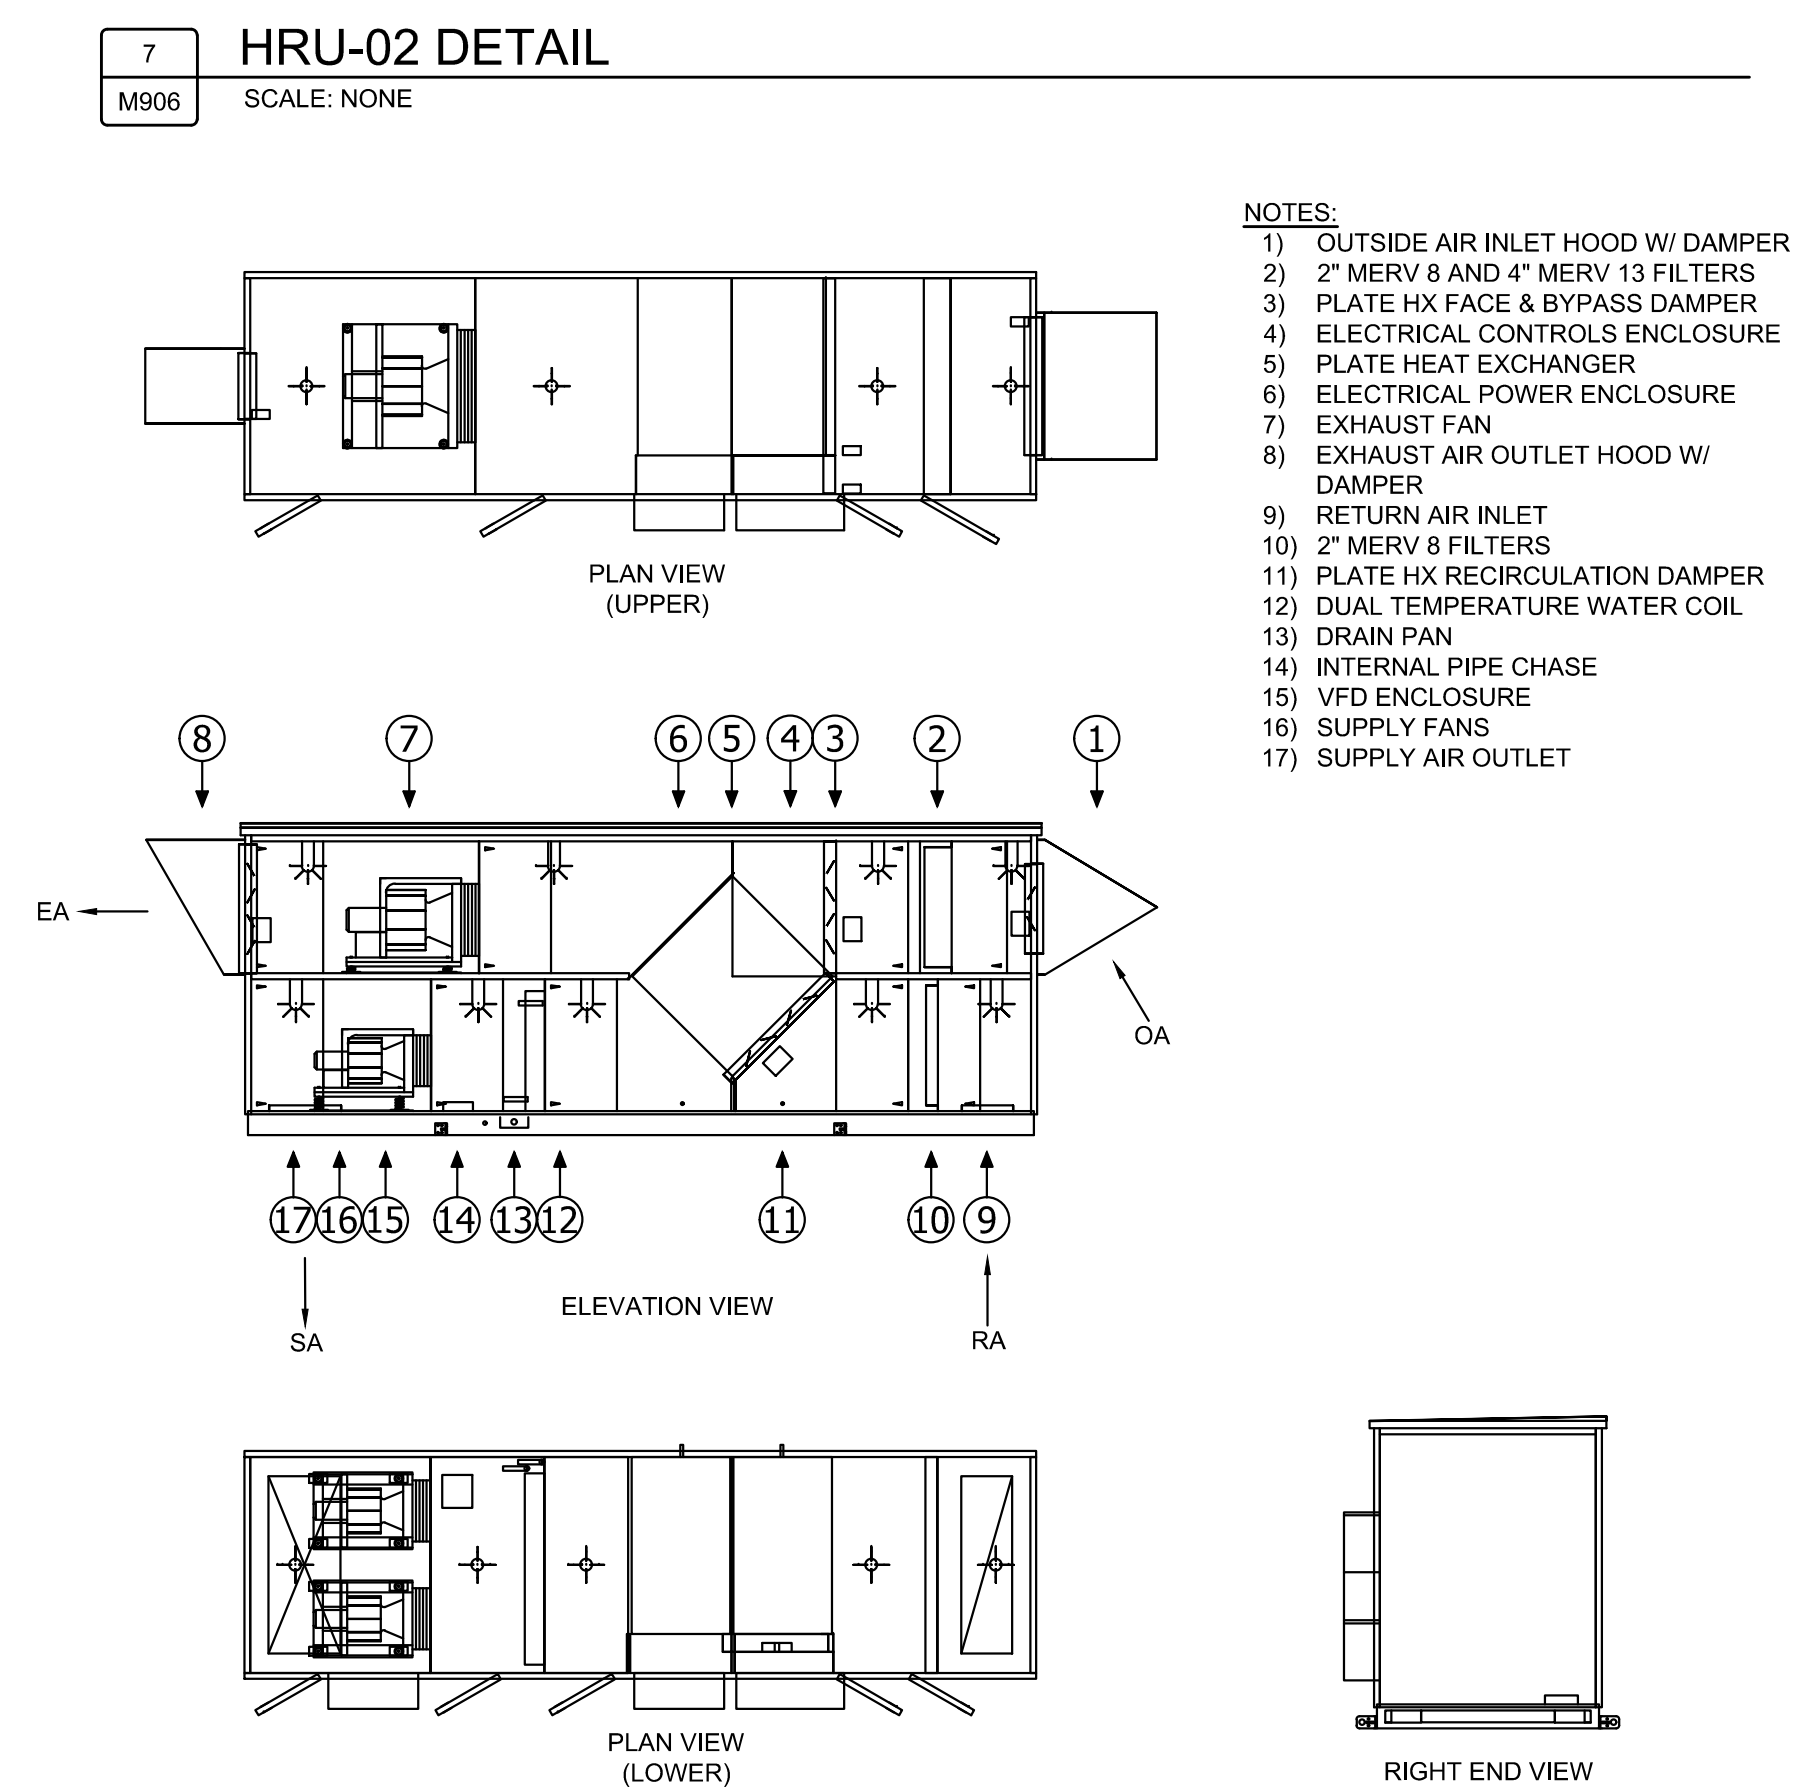 7
HRU-02 DETAIL
M906
SCALE: NONE
NOTES:
1) OUTSIDE AIR INLET HOOD W/ DAMPER
2) 2" MERV 8 AND 4" MERV 13 FILTERS
3) PLATE HX FACE & BYPASS DAMPER
4) ELECTRICAL CONTROLS ENCLOSURE
5) PLATE HEAT EXCHANGER
6) ELECTRICAL POWER ENCLOSURE
7) EXHAUST FAN
8) EXHAUST AIR OUTLET HOOD W/
DAMPER
9) RETURN AIR INLET
10) 2" MERV 8 FILTERS
11) PLATE HX RECIRCULATION DAMPER
12) DUAL TEMPERATURE WATER COIL
13) DRAIN PAN
14) INTERNAL PIPE CHASE
15) VFD ENCLOSURE
16) SUPPLY FANS
17) SUPPLY AIR OUTLET
PLAN VIEW
(UPPER)
8 7 6 5 4 3 2 1
EA
OA
17 16 15 14 13 12 11 10 9
ELEVATION VIEW
SA
RA
PLAN VIEW
(LOWER)
RIGHT END VIEW